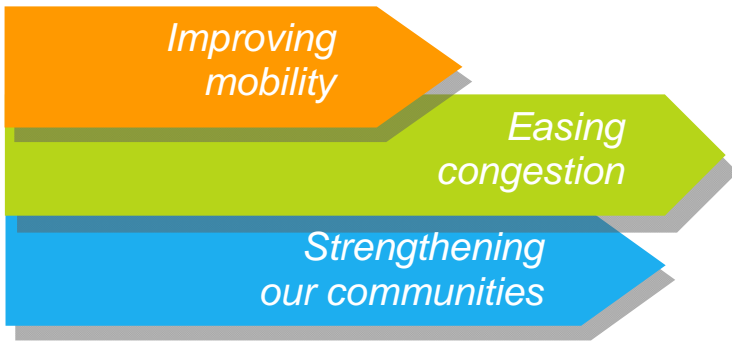 Improving
mobility
Easing
congestion
Strengthening
our communities